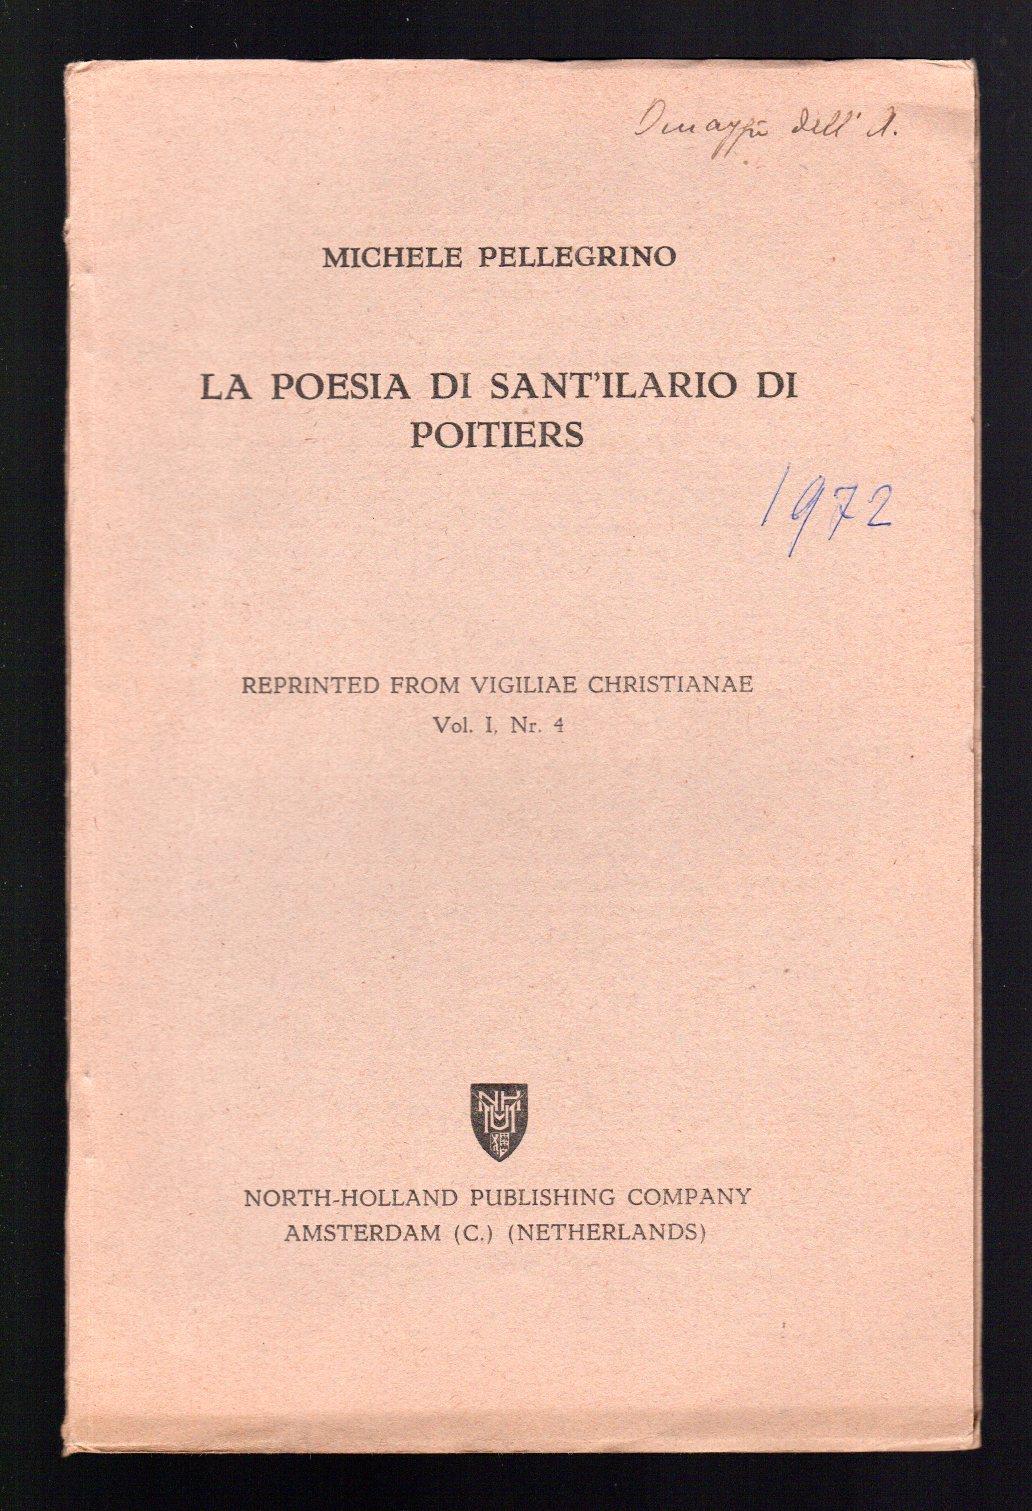 Omaggio dell'A.
MICHELE PELLEGRINO
LA POESIA DI SANT'ILARIO DI
POITIERS
1972
REPRINTED FROM VIGILIAE CHRISTIANAE
Vol. I, Nr. 4
NORTH-HOLLAND PUBLISHING COMPANY
AMSTERDAM (C.) (NETHERLANDS)